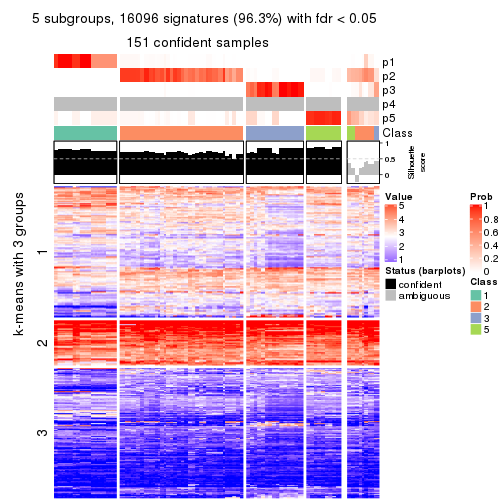 5 subgroups, 16096 signatures (96.3%) with fdr < 0.05
151 confident samples
p1
p2
p3
p4
p5
Class
1
0.5
0
Silhouette
score
k-means with 3 groups
1
2
3
Value
5
4
3
2
1
Status (barplots)
confident
ambiguous
Prob
1
0.8
0.6
0.4
0.2
0
Class
1
2
3
5